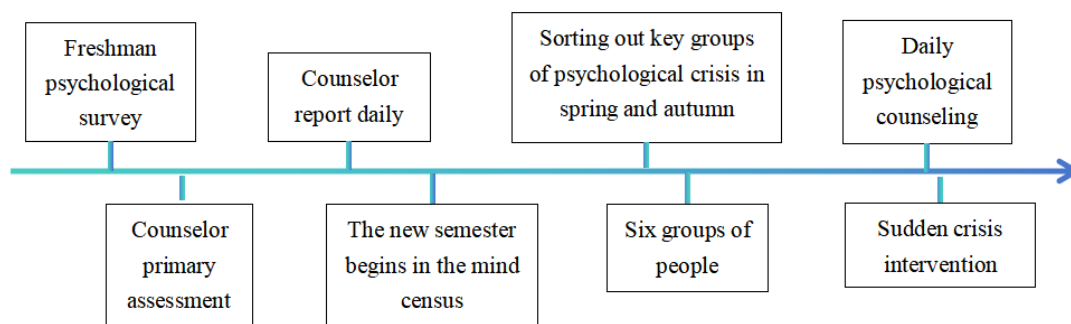 Freshman
psychological
survey
Counselor
report daily
Sorting out key groups
of psychological crisis in
spring and autumn
Daily
psychological
counseling
Counselor
primary
assessment
The new semester
begins in the mind
census
Six groups of
people
Sudden crisis
intervention